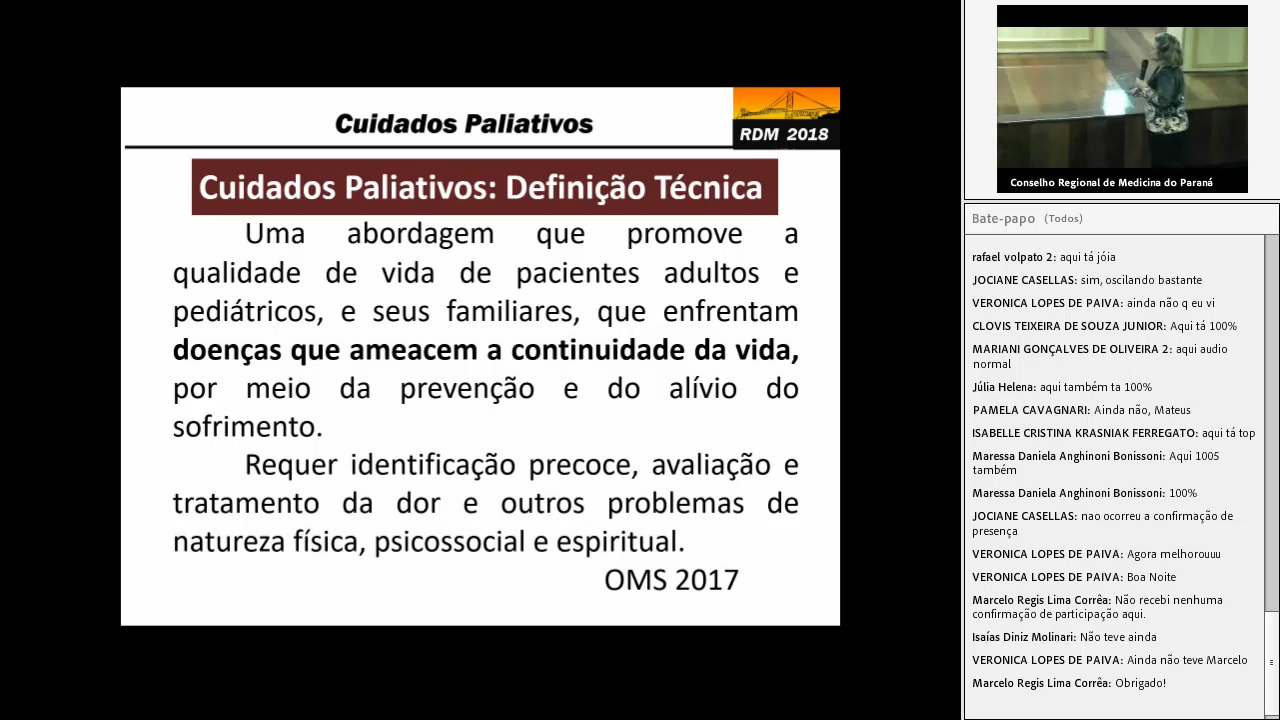 Cuidados Paliativos
RDM 2018
Cuidados Paliativos: Definição Técnica
Uma abordagem que promove a
qualidade de vida de pacientes adultos e
pediátricos, e seus familiares, que enfrentam
doenças que ameacem a continuidade da vida,
por meio da prevenção e do alívio do
sofrimento.
Requer identificação precoce, avaliação e
tratamento da dor e outros problemas de
natureza física, psicossocial e espiritual.
OMS 2017
Conselho Regional de Medicina do Paraná
Bate-papo (Todos)
rafael volpato 2: aqui tá jóia
JOCIANE CASELLAS: sim, oscilando bastante
VERONICA LOPES DE PAIVA: ainda não q eu vi
CLOVIS TEIXEIRA DE SOUZA JUNIOR: Aqui tá 100%
MARIANI GONÇALVES DE OLIVEIRA 2: aqui audio
normal
Júlia Helena: aqui também ta 100%
PAMELA CAVAGNARI: Ainda não, Mateus
ISABELLE CRISTINA KRASNIAK FERREGATO: aqui tá top
Maressa Daniela Anghinoni Bonissoni: Aqui 1005
também
Maressa Daniela Anghinoni Bonissoni: 100%
JOCIANE CASELLAS: nao ocorreu a confirmação de
presença
VERONICA LOPES DE PAIVA: Agora melhorouuu
VERONICA LOPES DE PAIVA: Boa Noite
Marcelo Regis Lima Corrêa: Não recebi nenhuma
confirmação de participação aqui.
Isaías Diniz Molinari: Não teve ainda
VERONICA LOPES DE PAIVA: Ainda não teve Marcelo
Marcelo Regis Lima Corrêa: Obrigado!